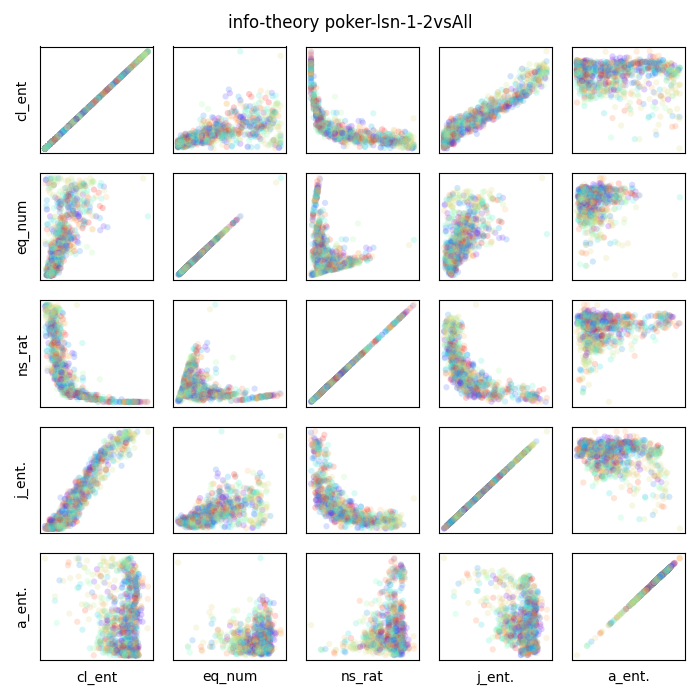 info-theory poker-lsn-1-2vsAll
cl_ent
eq_num
ns_rat
j_ent.
a_ent.
cl_ent eq_num ns_rat j_ent. a_ent.